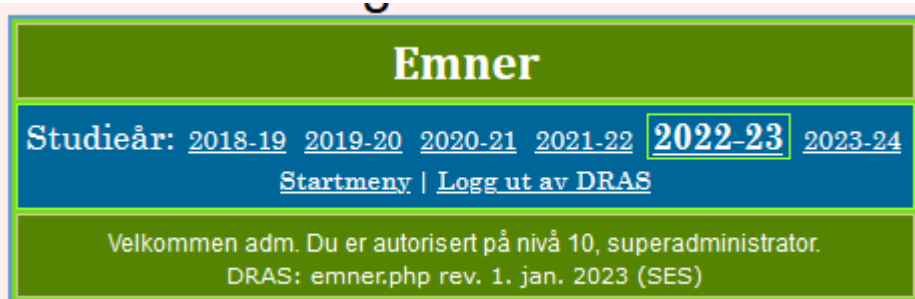 Emner
Studieår: 2018-19 2019-20 2020-21 2021-22 2022-23 2023-24
Startmeny | Logg ut av DRAS
Velkommen adm. Du er autorisert på nivå 10, superadministrator.
DRAS: emner.php rev. 1. jan. 2023 (SES)